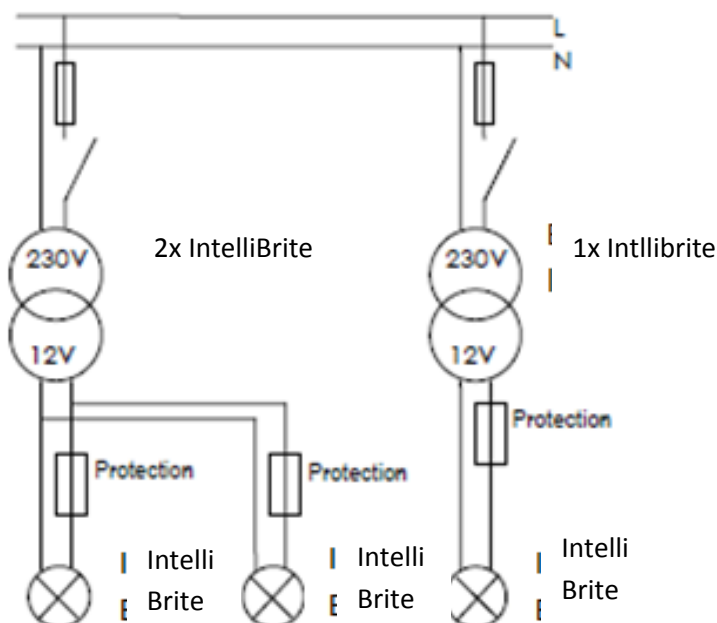 L
N
230V
12V
2x IntelliBrite
230V
12V
1x Intllibrite
Protection
Protection
Protection
Intelli
Brite
Intelli
Brite
Intelli
Brite